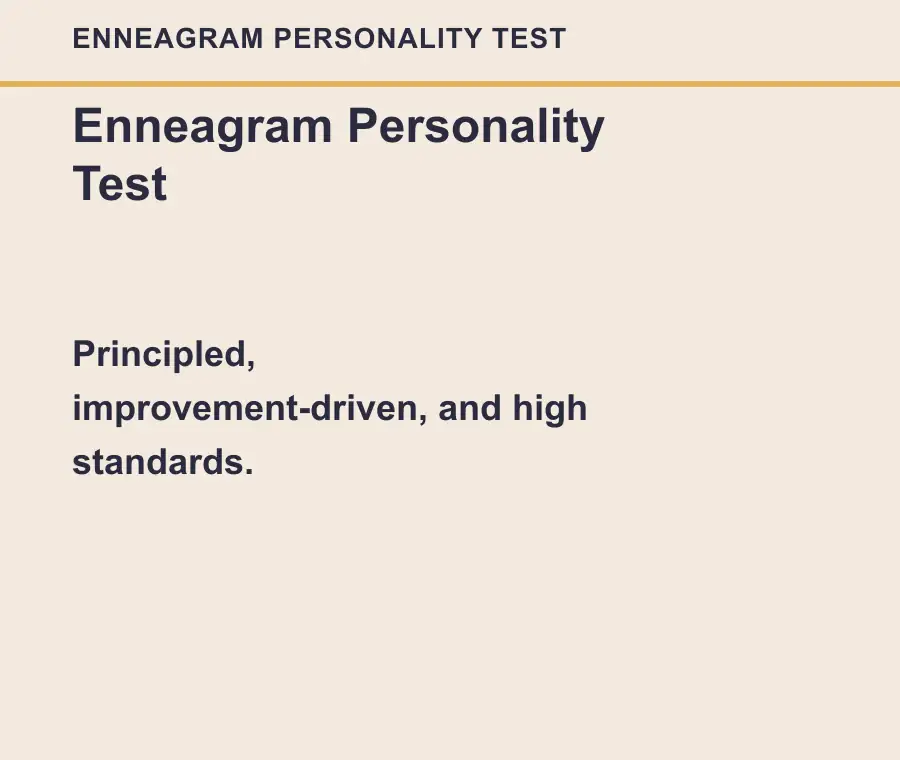 ENNEAGRAM PERSONALITY TEST
Enneagram Personality
Test
Principled,
improvement-driven, and high
standards.